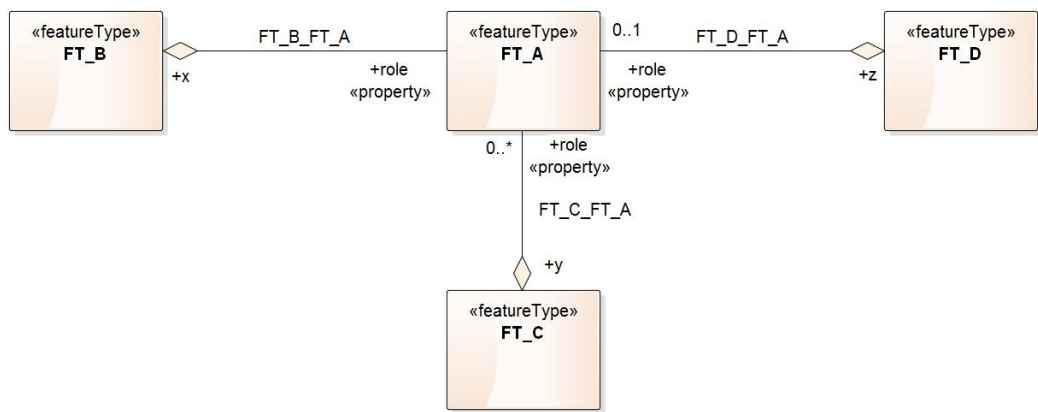 «featureType»
FT_B
+x
FT_B_FT_A
+role
«property»
«featureType»
FT_A
0..1
+role
«property»
FT_D_FT_A
+z
«featureType»
FT_D
0..*
+role
«property»
FT_C_FT_A
+y
«featureType»
FT_C